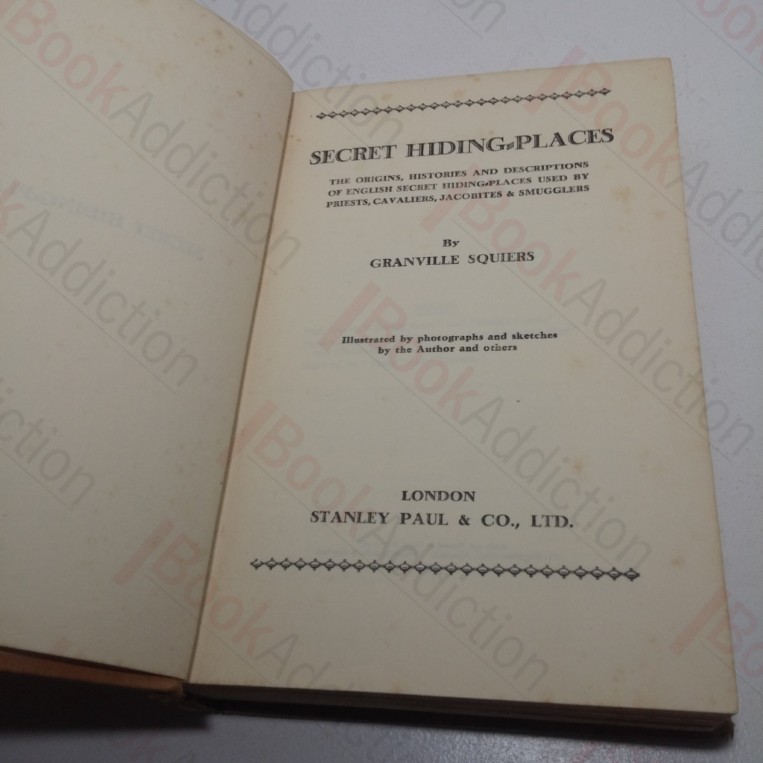 SECRET HIDING-PLACES
THE ORIGINS, HISTORIES AND DESCRIPTIONS
OF ENGLISH SECRET HIDING-PLACES USED BY
PRIESTS, CAVALIERS, JACOBITES & SMUGGLERS
By
GRANVILLE SQUIERS
Illustrated by photographs and sketches
by the Author and others
LONDON
STANLEY PAUL & CO., LTD.
BookAddiction